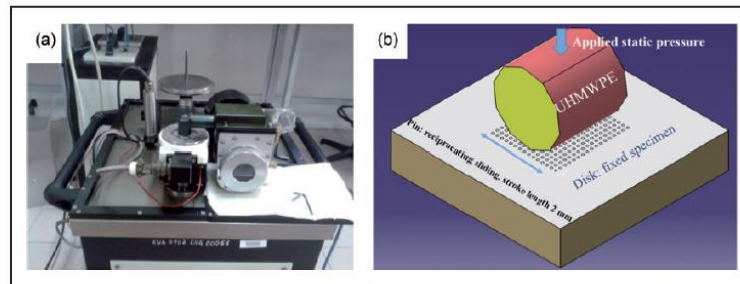 (a)
(b)
Applied static pressure
UHMWPE
Pin: reciprocating sliding, stroke length 2 mm
Disk: fixed specimen